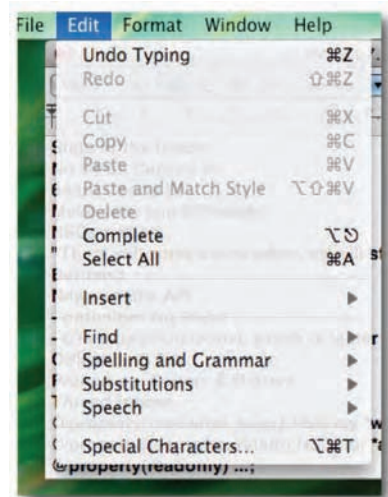 File Edit Format Window Help
Undo Typing ⌘Z
Redo ⇧⌘Z
Cut ⌘X
Copy ⌘C
Paste ⌘V
Paste and Match Style ⌥⇧⌘V
Delete
Complete ⌥⎋
Select All ⌘A
Insert ▶
Find ▶
Spelling and Grammar ▶
Substitutions ▶
Speech ▶
Special Characters... ⌥⌘T
@property(readonly) ...;